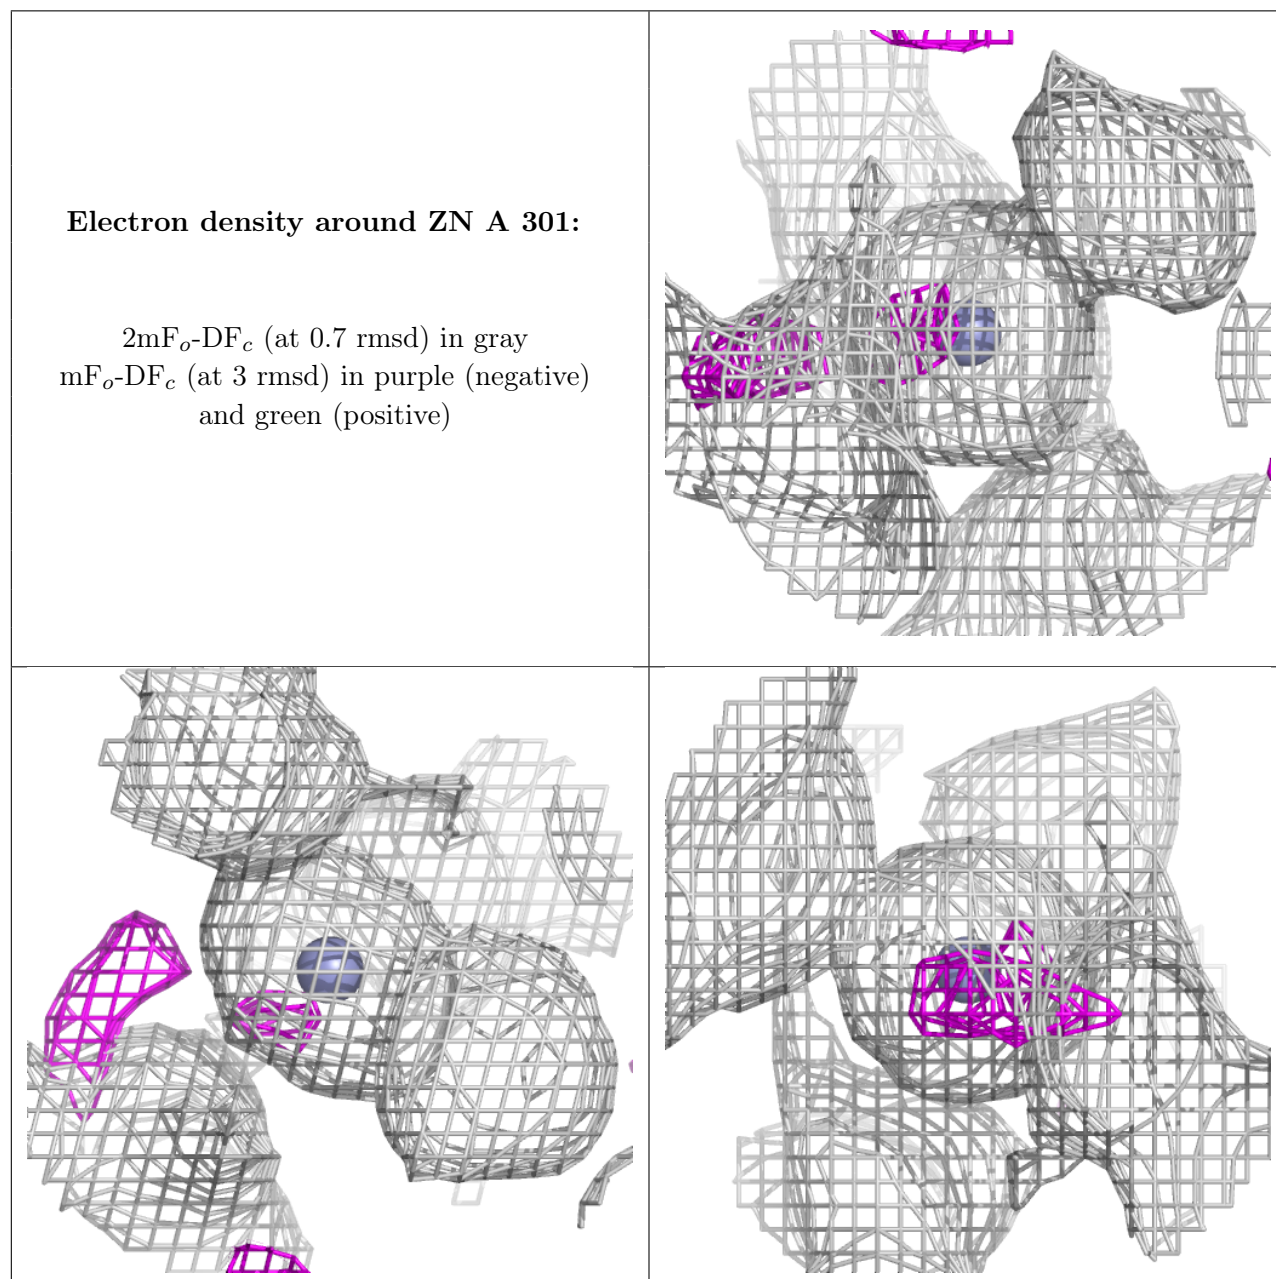 Electron density around ZN A 301:
2mFo-DFc (at 0.7 rmsd) in gray
mFo-DFc (at 3 rmsd) in purple (negative)
and green (positive)